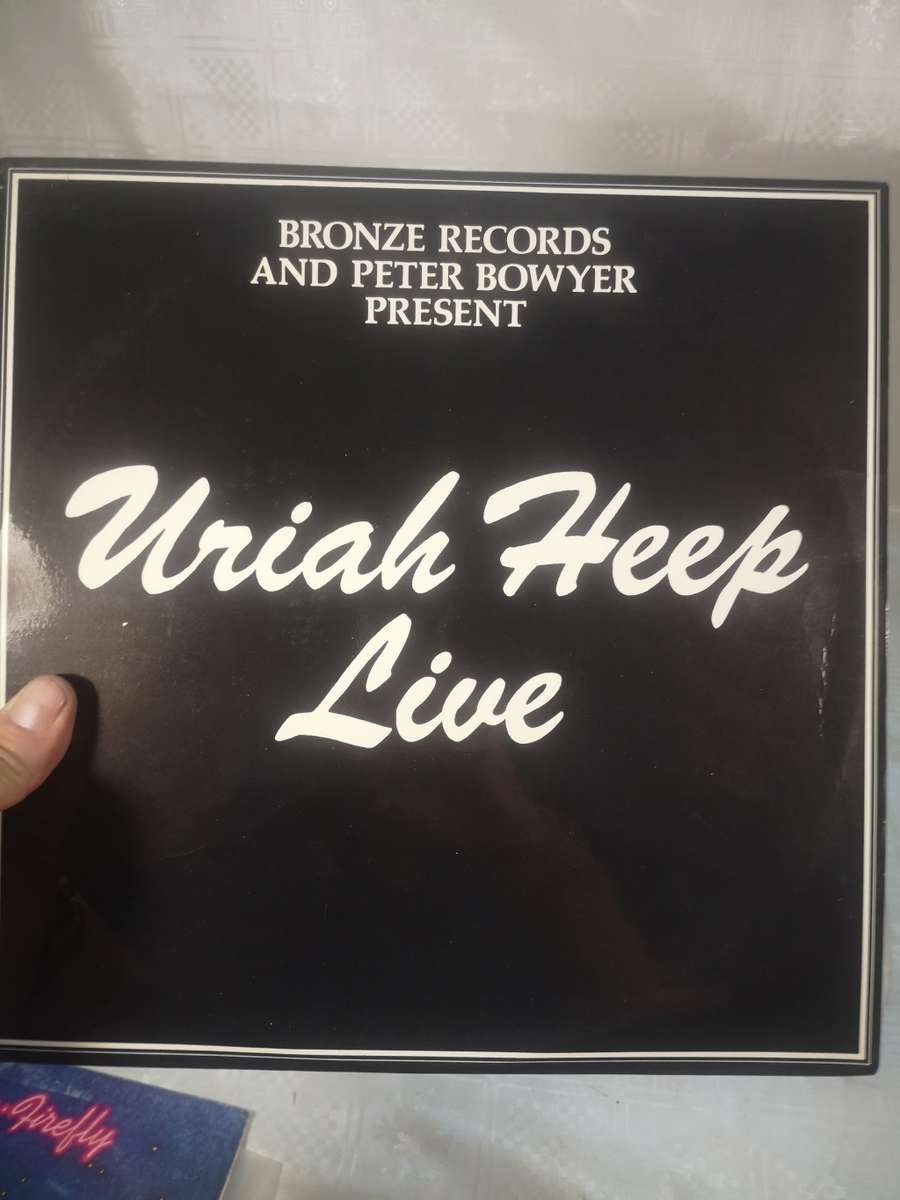 BRONZE RECORDS
AND PETER BOWYER
PRESENT
Uriah Heep
Live
..Firefly